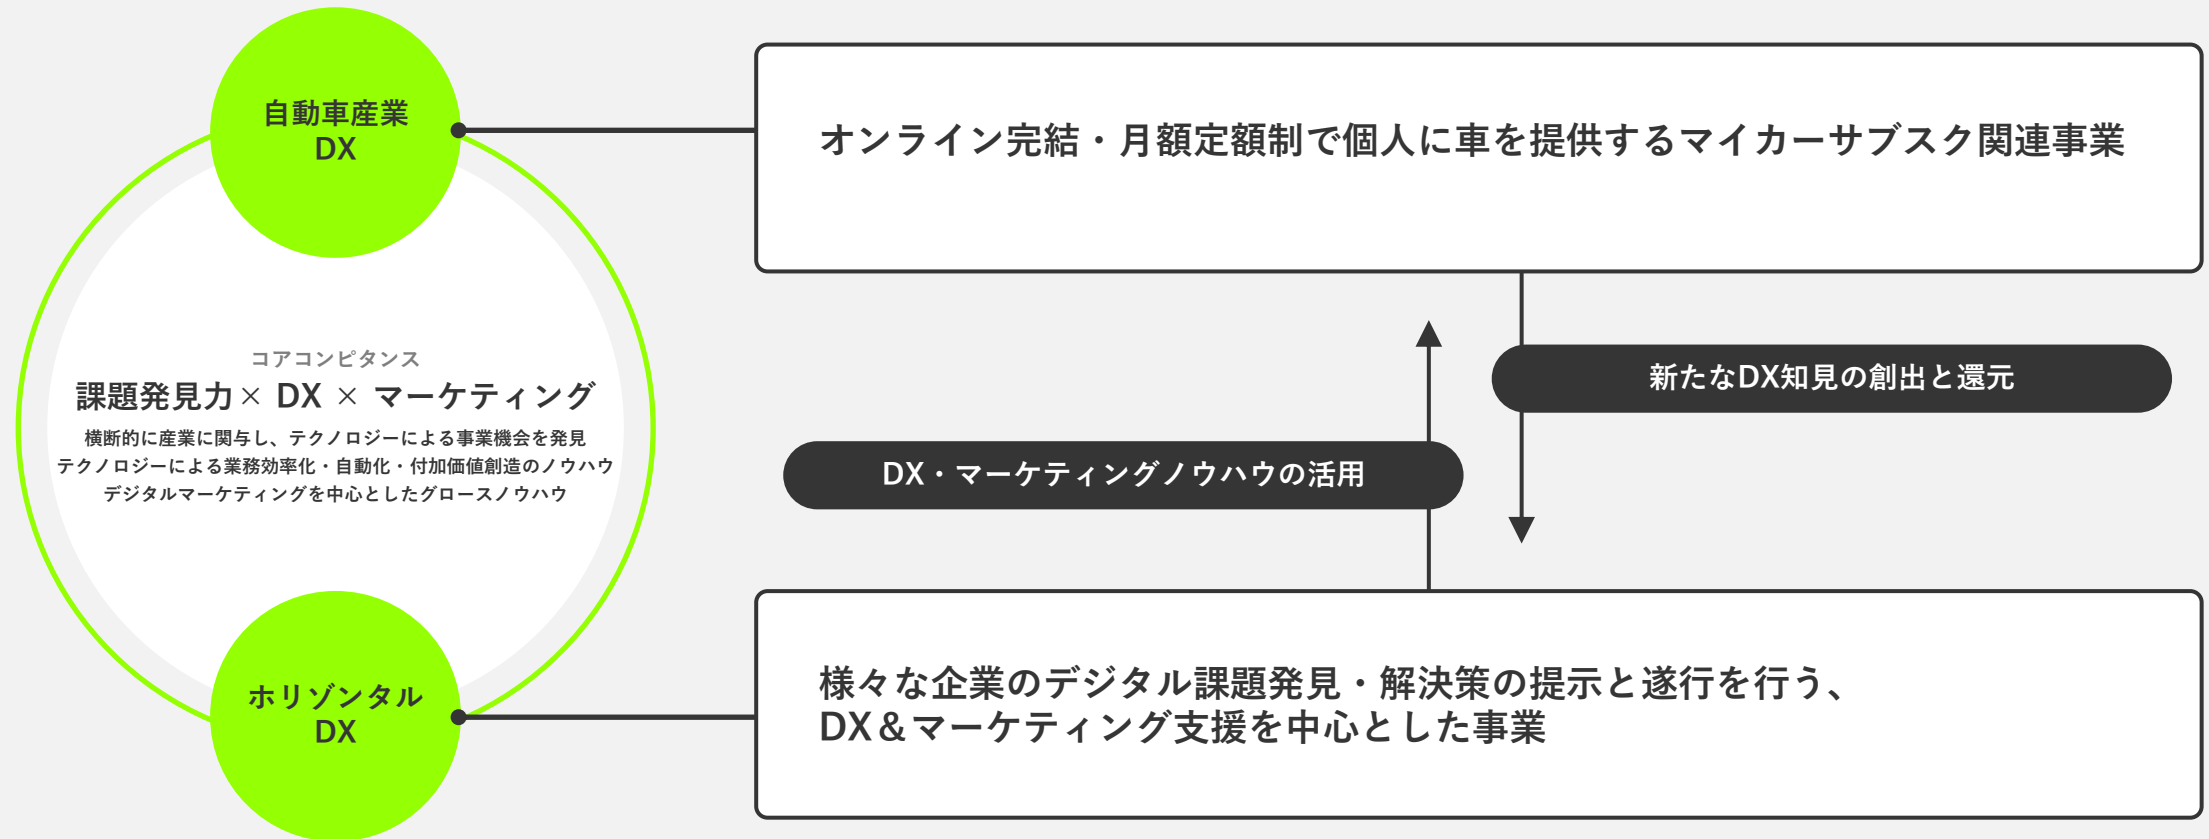 自動車産業
DX
オンライン完結・月額定額制で個人に車を提供するマイカーサブスク関連事業
コアコンピタンス
課題発見力× DX × マーケティング
横断的に産業に関与し、テクノロジーによる事業機会を発見
テクノロジーによる業務効率化・自動化・付加価値創造のノウハウ
デジタルマーケティングを中心としたグロースノウハウ
新たなDX知見の創出と還元
DX・マーケティングノウハウの活用
ホリゾンタル
DX
様々な企業のデジタル課題発見・解決策の提示と遂行を行う、
DX＆マーケティング支援を中心とした事業